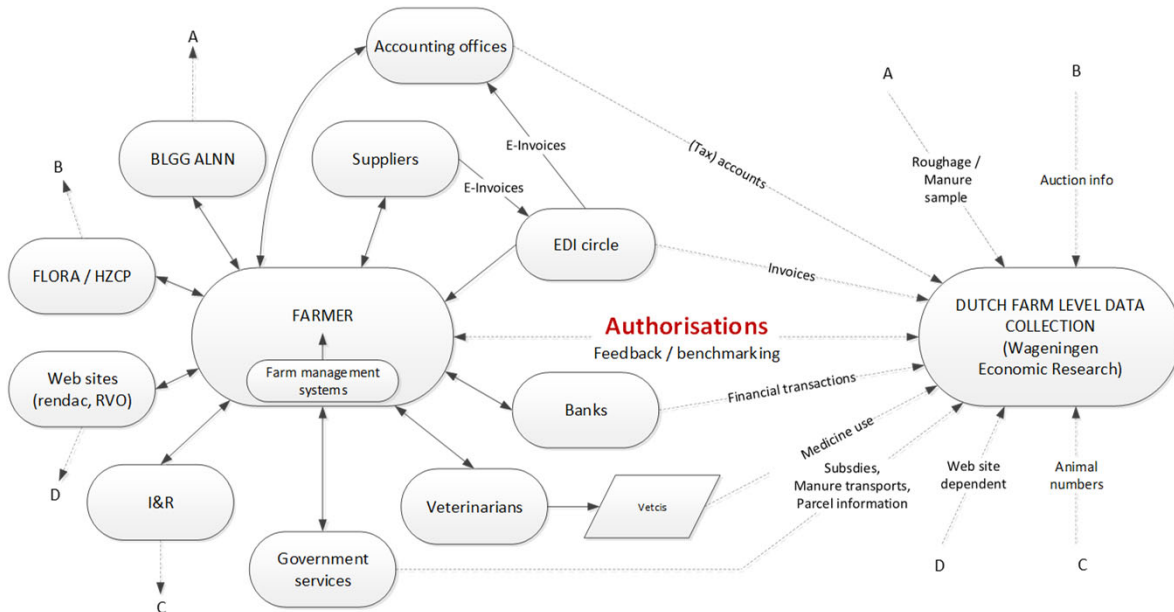 A
Accounting offices
A
B
BLGG ALNN
Suppliers
E-Invoices
E-Invoices
(Tax) accounts
Roughage /
Manure
sample
Auction info
B
FLORA / HZCP
EDI circle
Invoices
FARMER
Farm management
systems
Authorisations
Feedback / benchmarking
DUTCH FARM LEVEL DATA
COLLECTION
(Wageningen
Economic Research)
Web sites
(rendac, RVO)
Banks
Financial transactions
Medicine use
Subsdies,
Manure transports,
Parcel information
Web site
dependent
Animal
numbers
D
I&R
Veterinarians
Vetcis
Government
services
D
C
C